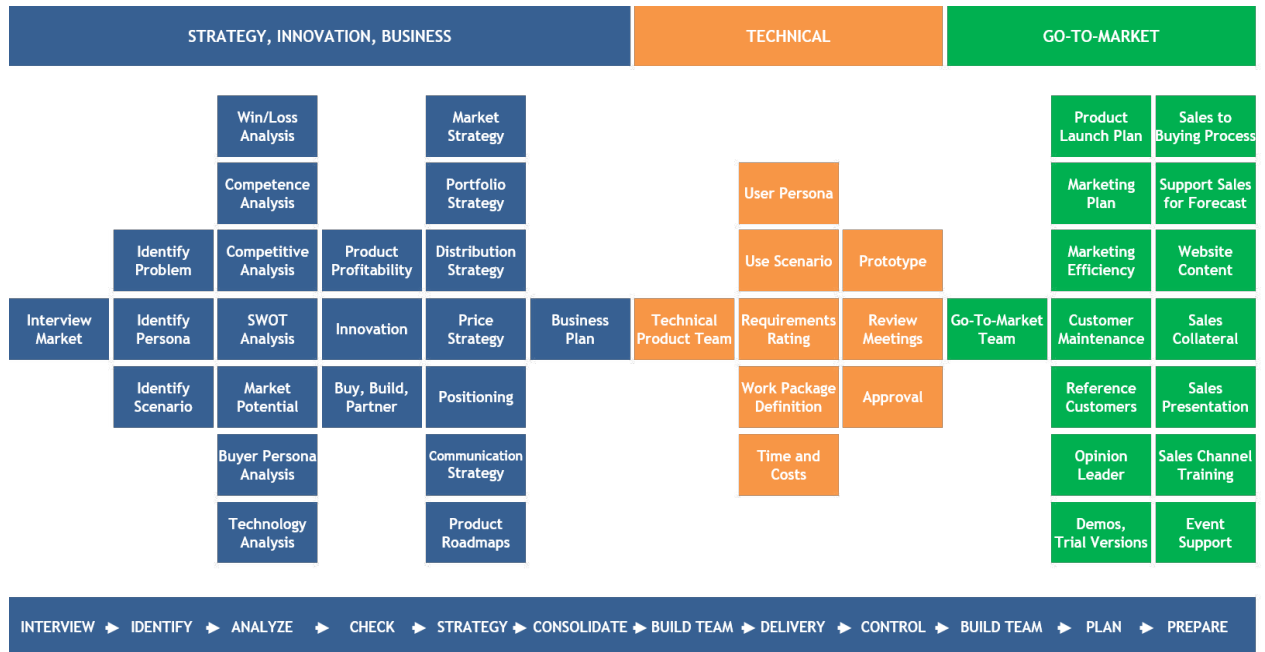 STRATEGY, INNOVATION, BUSINESS
TECHNICAL
GO-TO-MARKET
Interview
Market
Identify
Problem
Identify
Persona
Identify
Scenario
Win/Loss
Analysis
Competence
Analysis
Competitive
Analysis
SWOT
Analysis
Market
Potential
Buyer Persona
Analysis
Technology
Analysis
Product
Profitability
Innovation
Buy, Build,
Partner
Market
Strategy
Portfolio
Strategy
Distribution
Strategy
Price
Strategy
Positioning
Communication
Strategy
Product
Roadmaps
Business
Plan
Technical
Product Team
User Persona
Use Scenario
Requirements
Rating
Work Package
Definition
Time and
Costs
Prototype
Review
Meetings
Approval
Go-To-Market
Team
Product
Launch Plan
Marketing
Plan
Marketing
Efficiency
Customer
Maintenance
Reference
Customers
Opinion
Leader
Demos,
Trial Versions
Sales to
Buying Process
Support Sales
for Forecast
Website
Content
Sales
Collateral
Sales
Presentation
Sales Channel
Training
Event
Support
INTERVIEW
IDENTIFY
ANALYZE
CHECK
STRATEGY
CONSOLIDATE
BUILD TEAM
DELIVERY
CONTROL
BUILD TEAM
PLAN
PREPARE